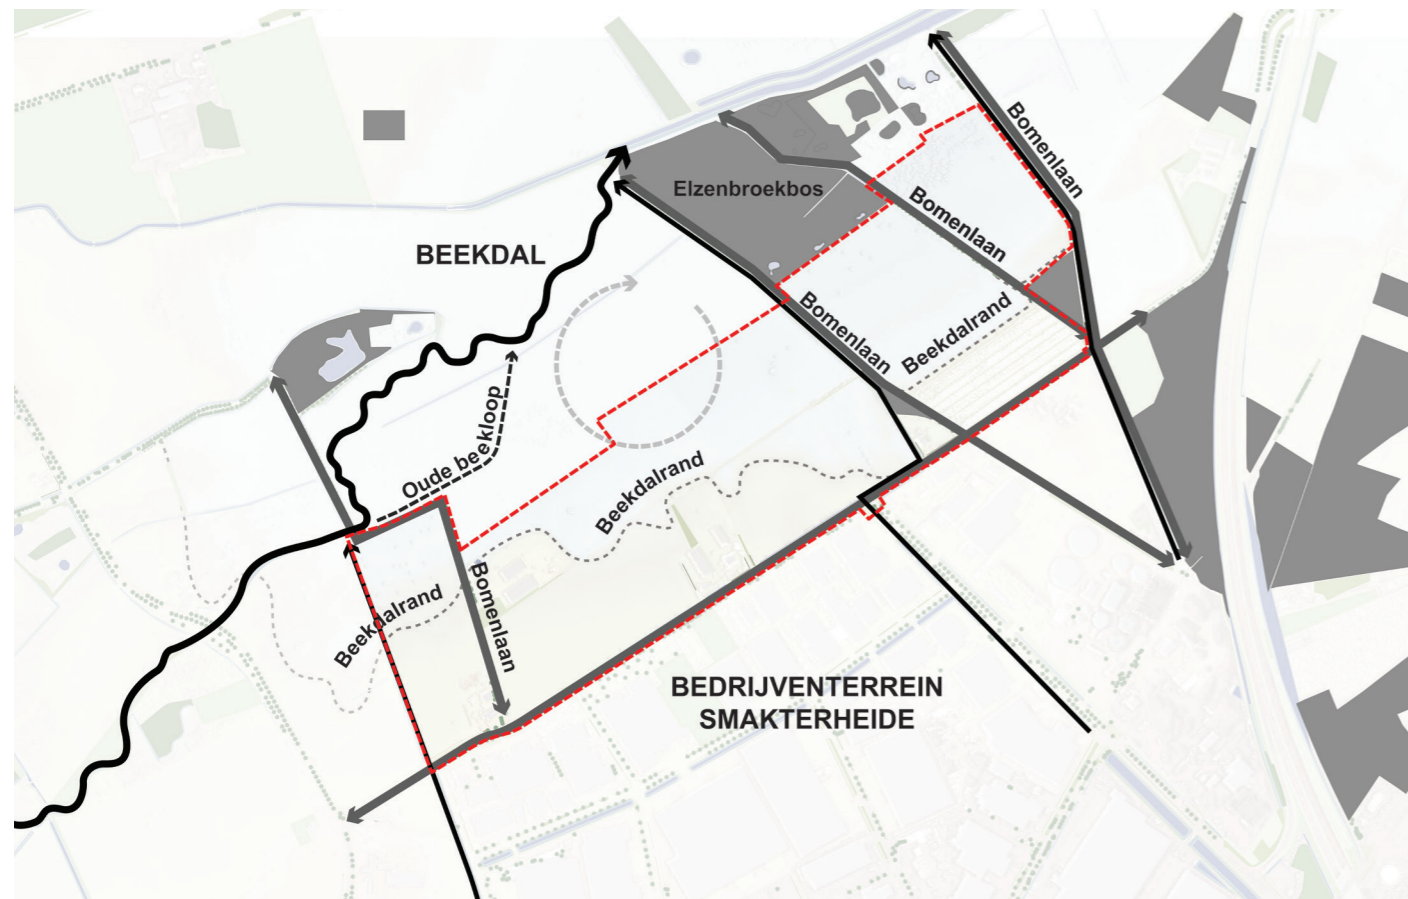 Bomenlaan
Elzenbroekbos
Bomenlaan
BEEKDAL
Bomenlaan
Beekdalrand
Oude beekloop
Beekdalrand
Bomenlaan
Beekdalrand
BEDRIJVENTERREIN
SMAKTERHEIDE